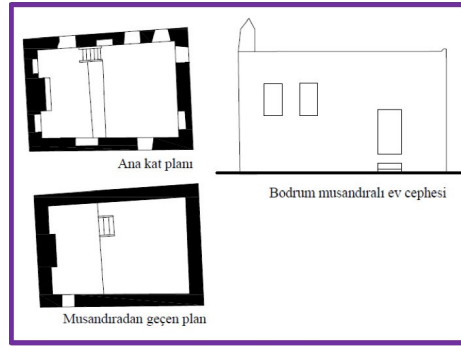 Ana kat planı
Bodrum musandıralı ev cephesi
Musandıradan geçen plan